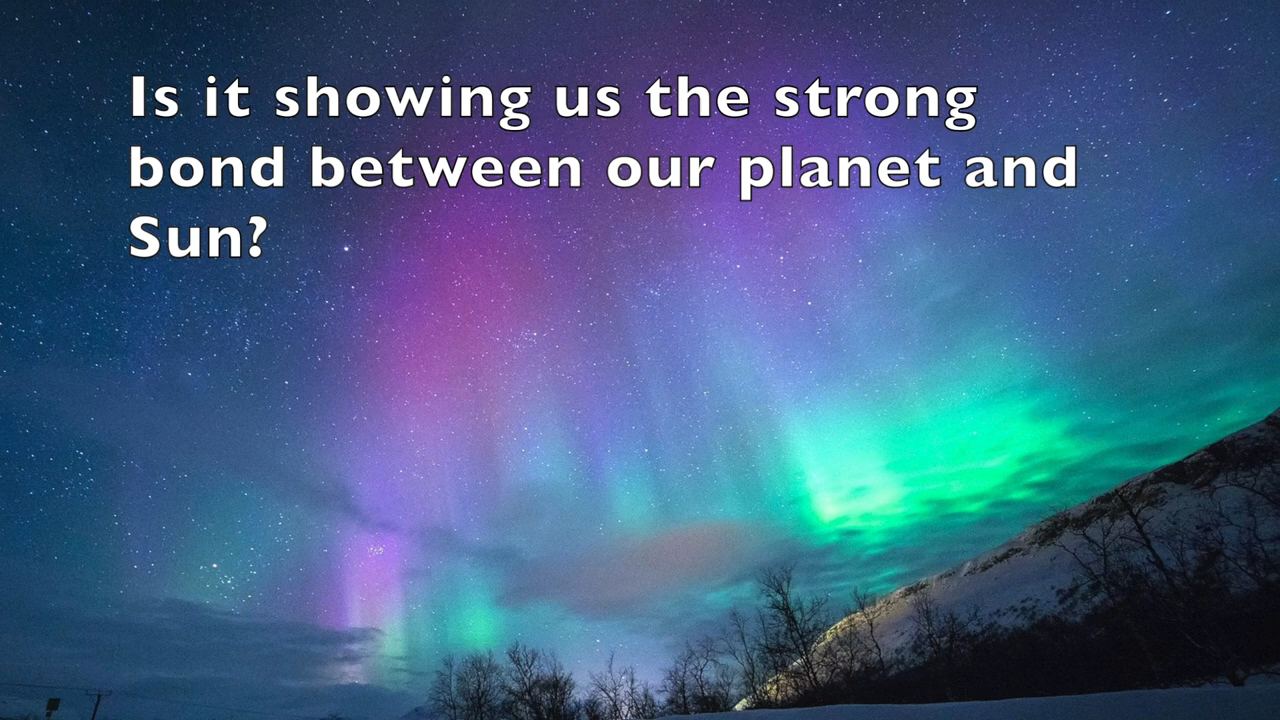 Is it showing us the strong
bond between our planet and
Sun?